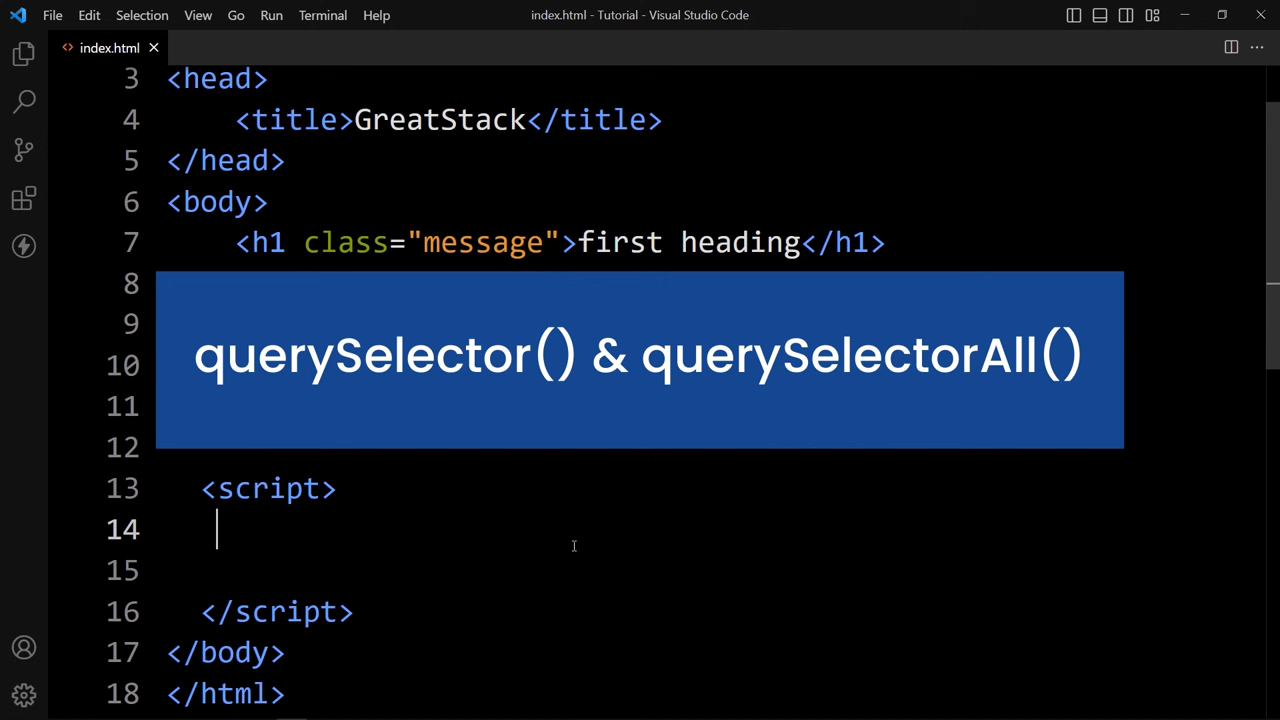 File Edit Selection View Go Run Terminal Help index.html - Tutorial - Visual Studio Code
<> index.html
3 <head>
4 <title>GreatStack</title>
5 </head>
6 <body>
7 <h1 class="message">first heading</h1>
8
9
querySelector() & querySelectorAll()
10
11
12
13 <script>
14
15
16 </script>
17 </body>
18 </html>